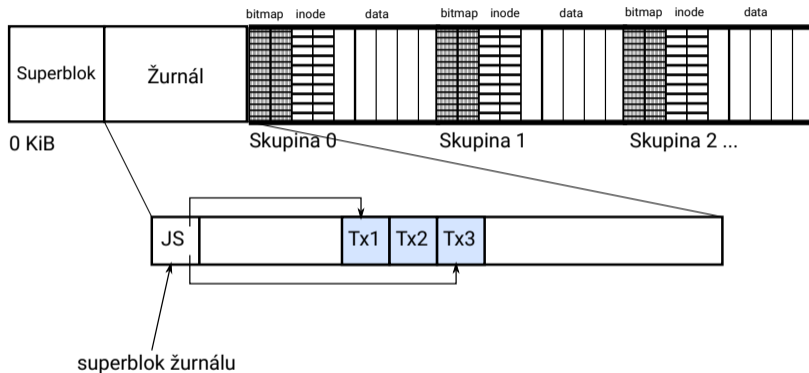 bitmap inode data bitmap inode data bitmap inode data
Superblok Žurnál
0 KiB Skupina 0 Skupina 1 Skupina 2 ...
JS Tx1 Tx2 Tx3
superblok žurnálu